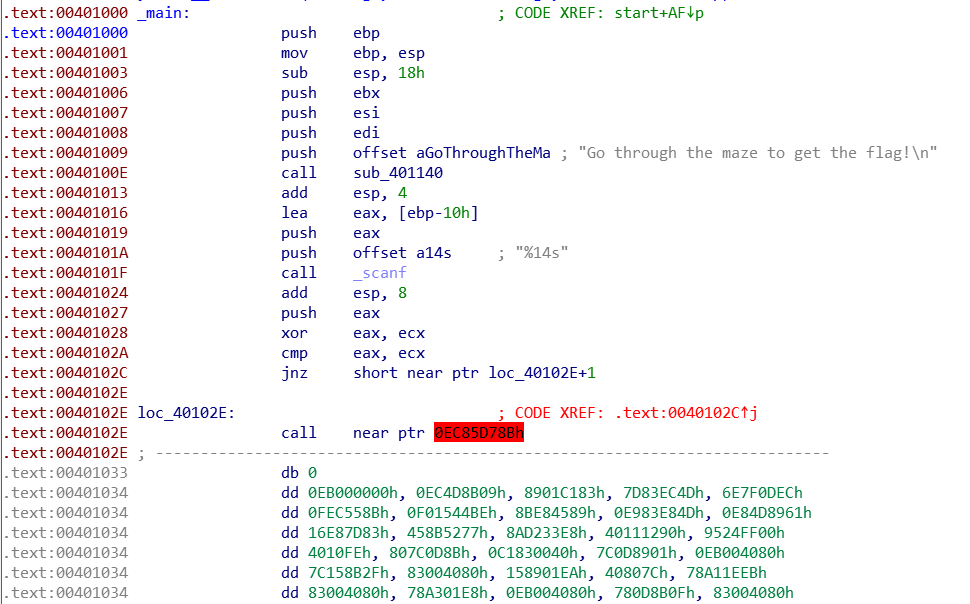 .text:00401000 _main: ; CODE XREF: start+AF↓p
.text:00401000 push ebp
.text:00401001 mov ebp, esp
.text:00401003 sub esp, 18h
.text:00401006 push ebx
.text:00401007 push esi
.text:00401008 push edi
.text:00401009 push offset aGoThroughTheMa ; "Go through the maze to get the flag!\n"
.text:0040100E call sub_401140
.text:00401013 add esp, 4
.text:00401016 lea eax, [ebp-10h]
.text:00401019 push eax
.text:0040101A push offset a14s ; "%14s"
.text:0040101F call _scanf
.text:00401024 add esp, 8
.text:00401027 push eax
.text:00401028 xor eax, ecx
.text:0040102A cmp eax, ecx
.text:0040102C jnz short near ptr loc_40102E+1
.text:0040102E
.text:0040102E loc_40102E: ; CODE XREF: .text:0040102C↑j
.text:0040102E call near ptr 0EC85D78Bh
.text:0040102E ; ---------------------------------------------------------------------------
.text:00401033 db 0
.text:00401034 dd 0EB000000h, 0EC4D8B09h, 8901C183h, 7D83EC4Dh, 6E7F0DECh
.text:00401034 dd 0FEC558Bh, 0F01544BEh, 8BE84589h, 0E983E84Dh, 0E84D8961h
.text:00401034 dd 16E87D83h, 458B5277h, 8AD233E8h, 40111290h, 9524FF00h
.text:00401034 dd 4010FEh, 807C0D8Bh, 0C1830040h, 7C0D8901h, 0EB004080h
.text:00401034 dd 7C158B2Fh, 83004080h, 158901EAh, 40807Ch, 78A11EEBh
.text:00401034 dd 83004080h, 78A301E8h, 0EB004080h, 780D8B0Fh, 83004080h